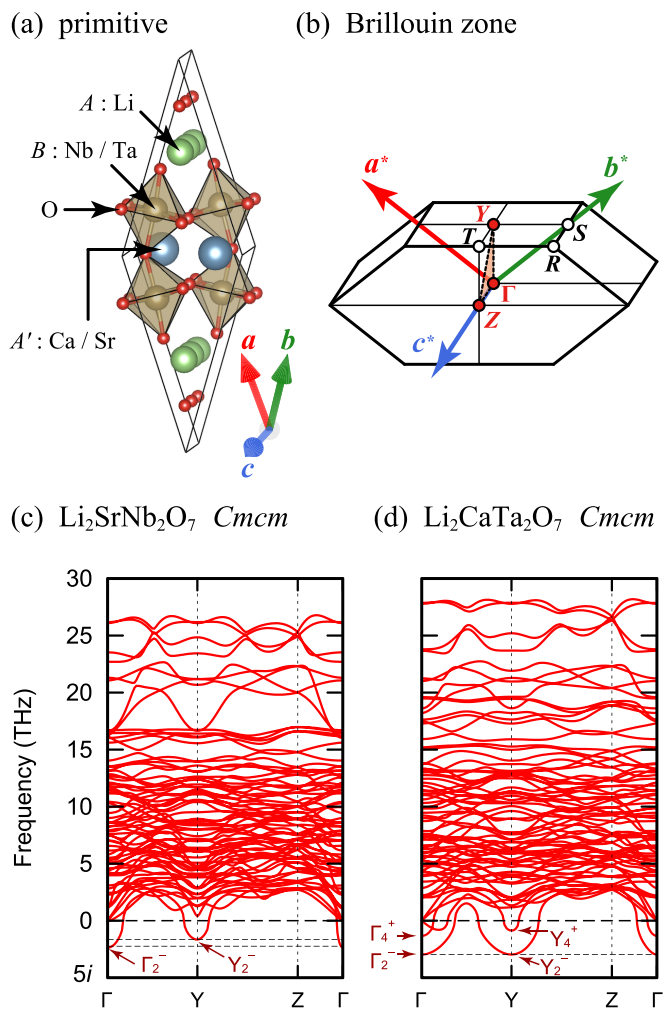 (a) primitive
A : Li
B : Nb / Ta
O
A′ : Ca / Sr
a
b
c
(b) Brillouin zone
a*
b*
Y
T
S
R
Γ
Z
c*
(c) Li₂SrNb₂O₇ Cmcm
Frequency (THz)
30
25
20
15
10
5
0
5i
Γ₂⁻
Y₂⁻
Γ Y Z Γ
(d) Li₂CaTa₂O₇ Cmcm
Γ₄⁺
Γ₂⁻
Y₄⁺
Y₂⁻
Γ Y Z Γ